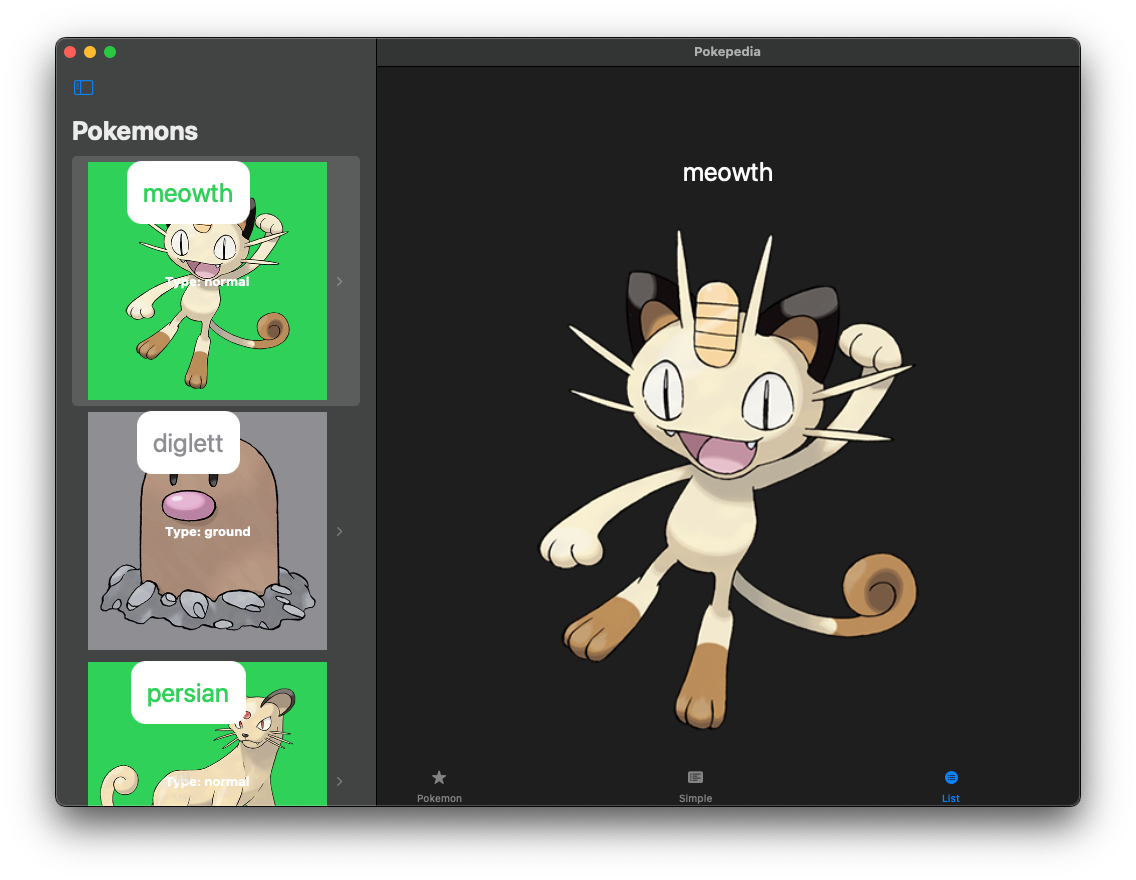 Pokepedia
Pokemons
meowth
Type: normal
diglett
Type: ground
persian
Type: normal
meowth
Pokemon
Simple
List